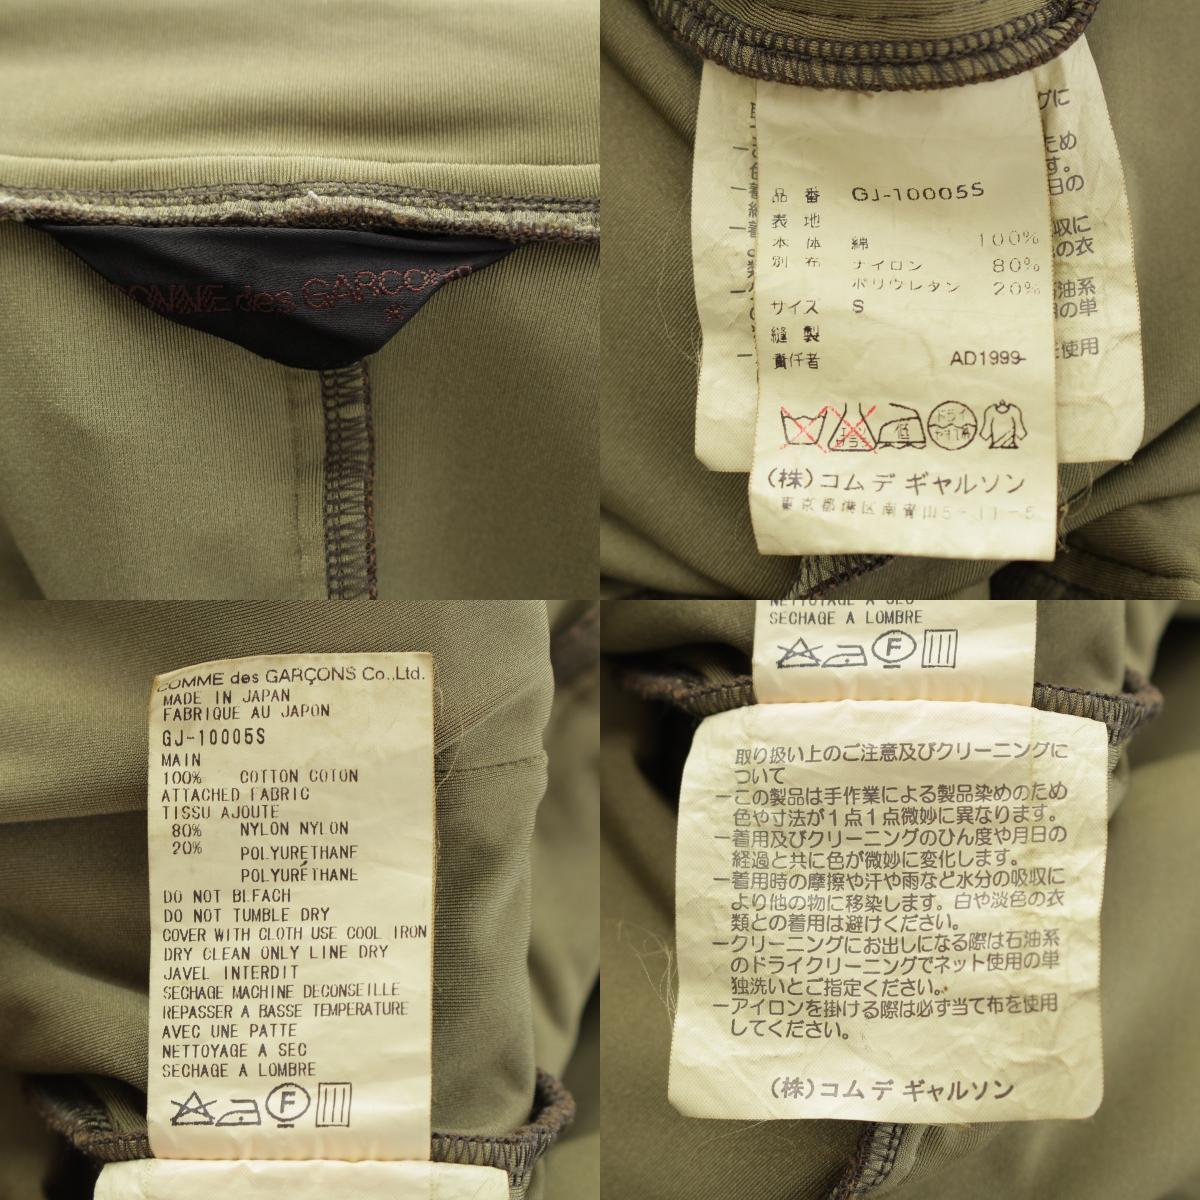 COMME des GARCONS
*
品番 GJ-10005S
表地
本体 綿 100%
別布 ナイロン 80%
ポリウレタン 20%
サイズ S
縫製
責任者 AD1999
エンソ
サラシ
低
ドライ
(株)コム デ ギャルソン
東京都港区南青山5-11-5
COMME des GARÇONS Co.,Ltd.
MADE IN JAPAN
FABRIQUE AU JAPON
GJ-10005S
MAIN
100% COTTON COTON
ATTACHED FABRIC
TISSU AJOUTE
80% NYLON NYLON
20% POLYURETHANE
POLYURÉTHANE
DO NOT BLEACH
DO NOT TUMBLE DRY
COVER WITH CLOTH USE COOL IRON
DRY CLEAN ONLY LINE DRY
JAVEL INTERDIT
SECHAGE MACHINE DECONSEILLE
REPASSER A BASSE TEMPERATURE
AVEC UNE PATTE
NETTOYAGE A SEC
SECHAGE A LOMBRE
F
NETTOYAGE A SEC
SECHAGE A LOMBRE
F
取り扱い上のご注意及びクリーニングに
ついて
ーこの製品は手作業による製品染めのため
色や寸法が1点1点微妙に異なります。
ー着用及びクリーニングのひん度や月日の
経過と共に色が微妙に変化します。
ー着用時の摩擦や汗や雨など水分の吸収に
より他の物に移染します。白や淡色の衣
類との着用は避けください。
ークリーニングにお出しになる際は石油系
のドライクリーニングでネット使用の単
独洗いとご指定ください。
ーアイロンを掛ける際は必ず当て布を使用
してください。
(株)コム デ ギャルソン